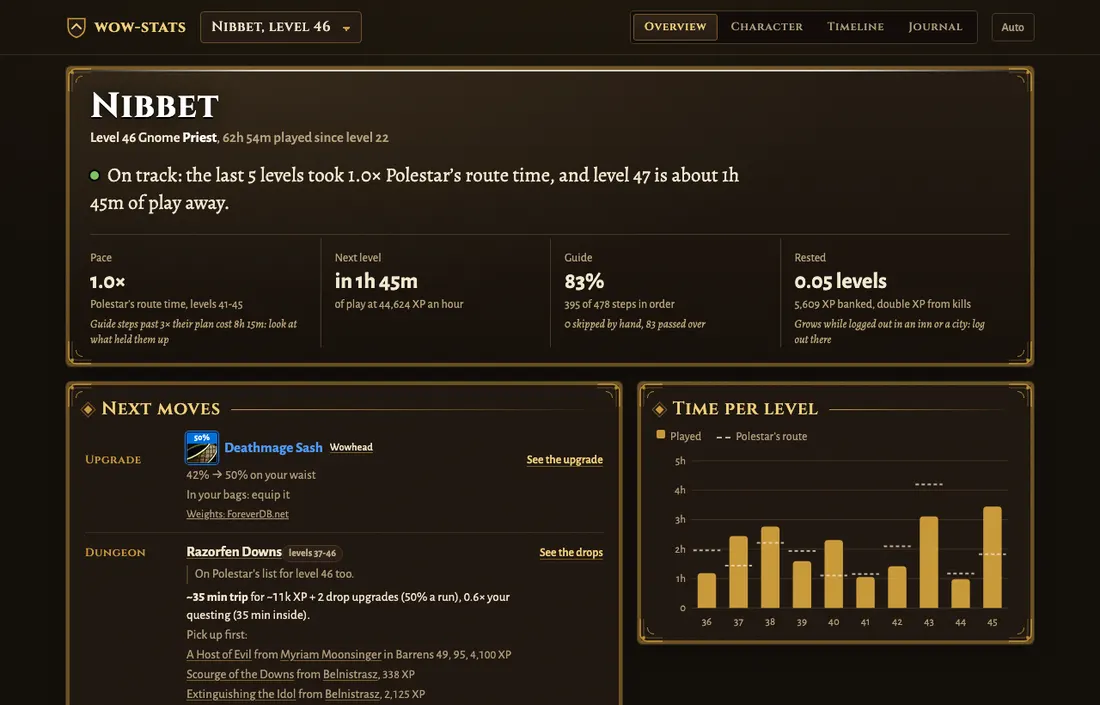 WOW-STATS
NIBBET, LEVEL 46
OVERVIEW
CHARACTER
TIMELINE
JOURNAL
Auto
NIBBET
Level 46 Gnome Priest, 62h 54m played since level 22
On track: the last 5 levels took 1.0× Polestar's route time, and level 47 is about 1h
45m of play away.
Pace
1.0×
Polestar's route time, levels 41-45
Guide steps past 3× their plan cost 8h 15m: look at
what held them up
Next level
in 1h 45m
of play at 44,624 XP an hour
Guide
83%
395 of 478 steps in order
0 skipped by hand, 83 passed over
Rested
0.05 levels
5,609 XP banked, double XP from kills
Grows while logged out in an inn or a city: log
out there
NEXT MOVES
UPGRADE
50%
Deathmage Sash Wowhead
42% → 50% on your waist
In your bags: equip it
Weights: ForeverDB.net
See the upgrade
DUNGEON
Razorfen Downs levels 37-46
See the drops
On Polestar's list for level 46 too.
~35 min trip for ~11k XP + 2 drop upgrades (50% a run), 0.6× your
questing (35 min inside).
Pick up first:
A Host of Evil from Myriam Moonsinger in Barrens 49, 95, 4,100 XP
Scourge of the Downs from Belnistrasz, 338 XP
Extinguishing the Idol from Belnistrasz, 2,125 XP
TIME PER LEVEL
Played
Polestar's route
5h
4h
3h
2h
1h
0
36 37 38 39 40 41 42 43 44 45